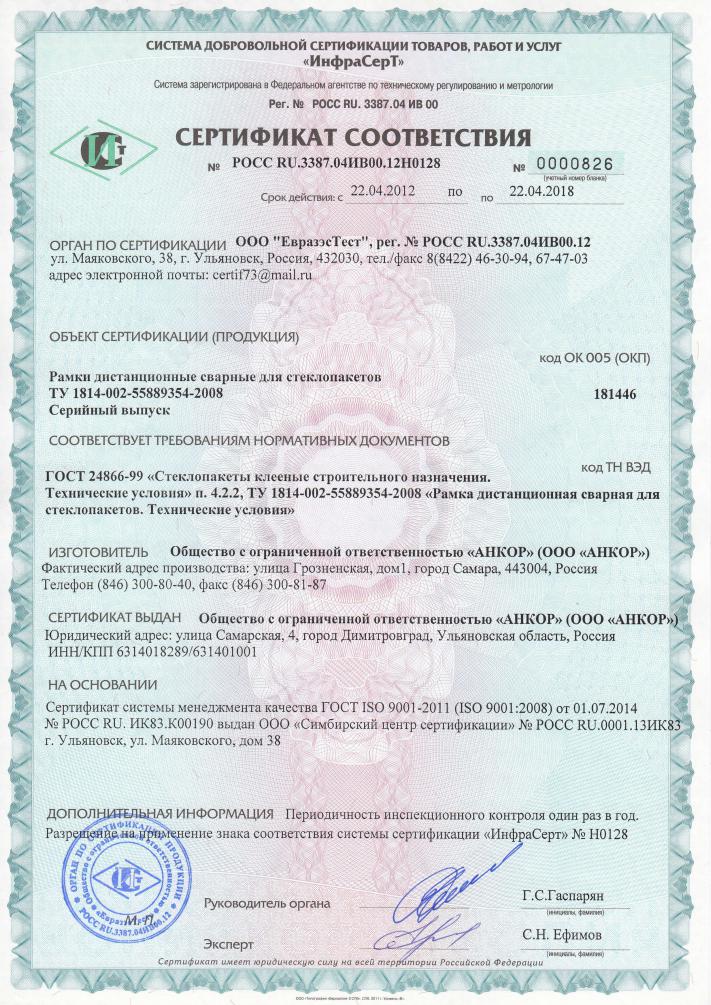 СИСТЕМА ДОБРОВОЛЬНОЙ СЕРТИФИКАЦИИ ТОВАРОВ, РАБОТ И УСЛУГ
«ИнфраСерТ»
Система зарегистрирована в Федеральном агентстве по техническому регулированию и метрологии
Рег. № РОСС RU. 3387.04 ИВ 00
СЕРТИФИКАТ СООТВЕТСТВИЯ
№ РОСС RU.3387.04ИВ00.12Н0128 № 0000826
(учетный номер бланка)
Срок действия: с 22.04.2012 по по 22.04.2018
ОРГАН ПО СЕРТИФИКАЦИИ ООО "ЕвразэсТест", рег. № РОСС RU.3387.04ИВ00.12
ул. Маяковского, 38, г. Ульяновск, Россия, 432030, тел./факс 8(8422) 46-30-94, 67-47-03
адрес электронной почты: certif73@mail.ru
ОБЪЕКТ СЕРТИФИКАЦИИ (ПРОДУКЦИЯ)
код ОК 005 (ОКП)
Рамки дистанционные сварные для стеклопакетов
ТУ 1814-002-55889354-2008 181446
Серийный выпуск
СООТВЕТСТВУЕТ ТРЕБОВАНИЯМ НОРМАТИВНЫХ ДОКУМЕНТОВ
код ТН ВЭД
ГОСТ 24866-99 «Стеклопакеты клееные строительного назначения.
Технические условия» п. 4.2.2, ТУ 1814-002-55889354-2008 «Рамка дистанционная сварная для
стеклопакетов. Технические условия»
ИЗГОТОВИТЕЛЬ Общество с ограниченной ответственностью «АНКОР» (ООО «АНКОР»)
Фактический адрес производства: улица Грозненская, дом1, город Самара, 443004, Россия
Телефон (846) 300-80-40, факс (846) 300-81-87
СЕРТИФИКАТ ВЫДАН Общество с ограниченной ответственностью «АНКОР» (ООО «АНКОР»)
Юридический адрес: улица Самарская, 4, город Димитровград, Ульяновская область, Россия
ИНН/КПП 6314018289/631401001
НА ОСНОВАНИИ
Сертификат системы менеджмента качества ГОСТ ISO 9001-2011 (ISO 9001:2008) от 01.07.2014
№ РОСС RU. ИК83.К00190 выдан ООО «Симбирский центр сертификации» № РОСС RU.0001.13ИК83
г. Ульяновск, ул. Маяковского, дом 38
ДОПОЛНИТЕЛЬНАЯ ИНФОРМАЦИЯ Периодичность инспекционного контроля один раз в год.
Разрещение на применение знака соответствия системы сертификации «ИнфраСерт» № Н0128
ОРГАН ПО СЕРТИФИКАЦИИ ПРОДУКЦИИ
РОСС RU.3387.04ИВ00.12
Общество с ограниченной ответственностью
«ЕвразэсТест»
М.П.
Руководитель органа Г.С.Гаспарян
(инициалы, фамилия)
Эксперт С.Н. Ефимов
(инициалы, фамилия)
Сертификат имеет юридическую силу на всей территории Российской Федерации